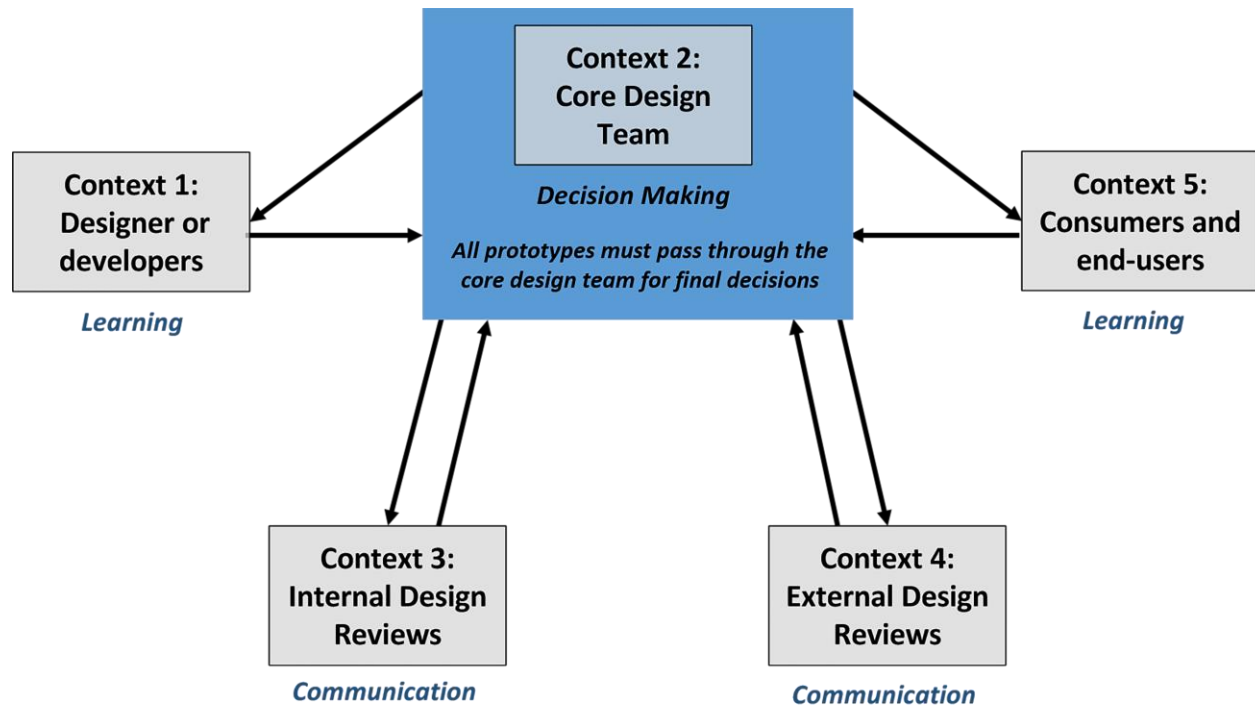 Context 2:
Core Design
Team
Decision Making
All prototypes must pass through the
core design team for final decisions
Context 1:
Designer or
developers
Learning
Context 5:
Consumers and
end-users
Learning
Context 3:
Internal Design
Reviews
Communication
Context 4:
External Design
Reviews
Communication